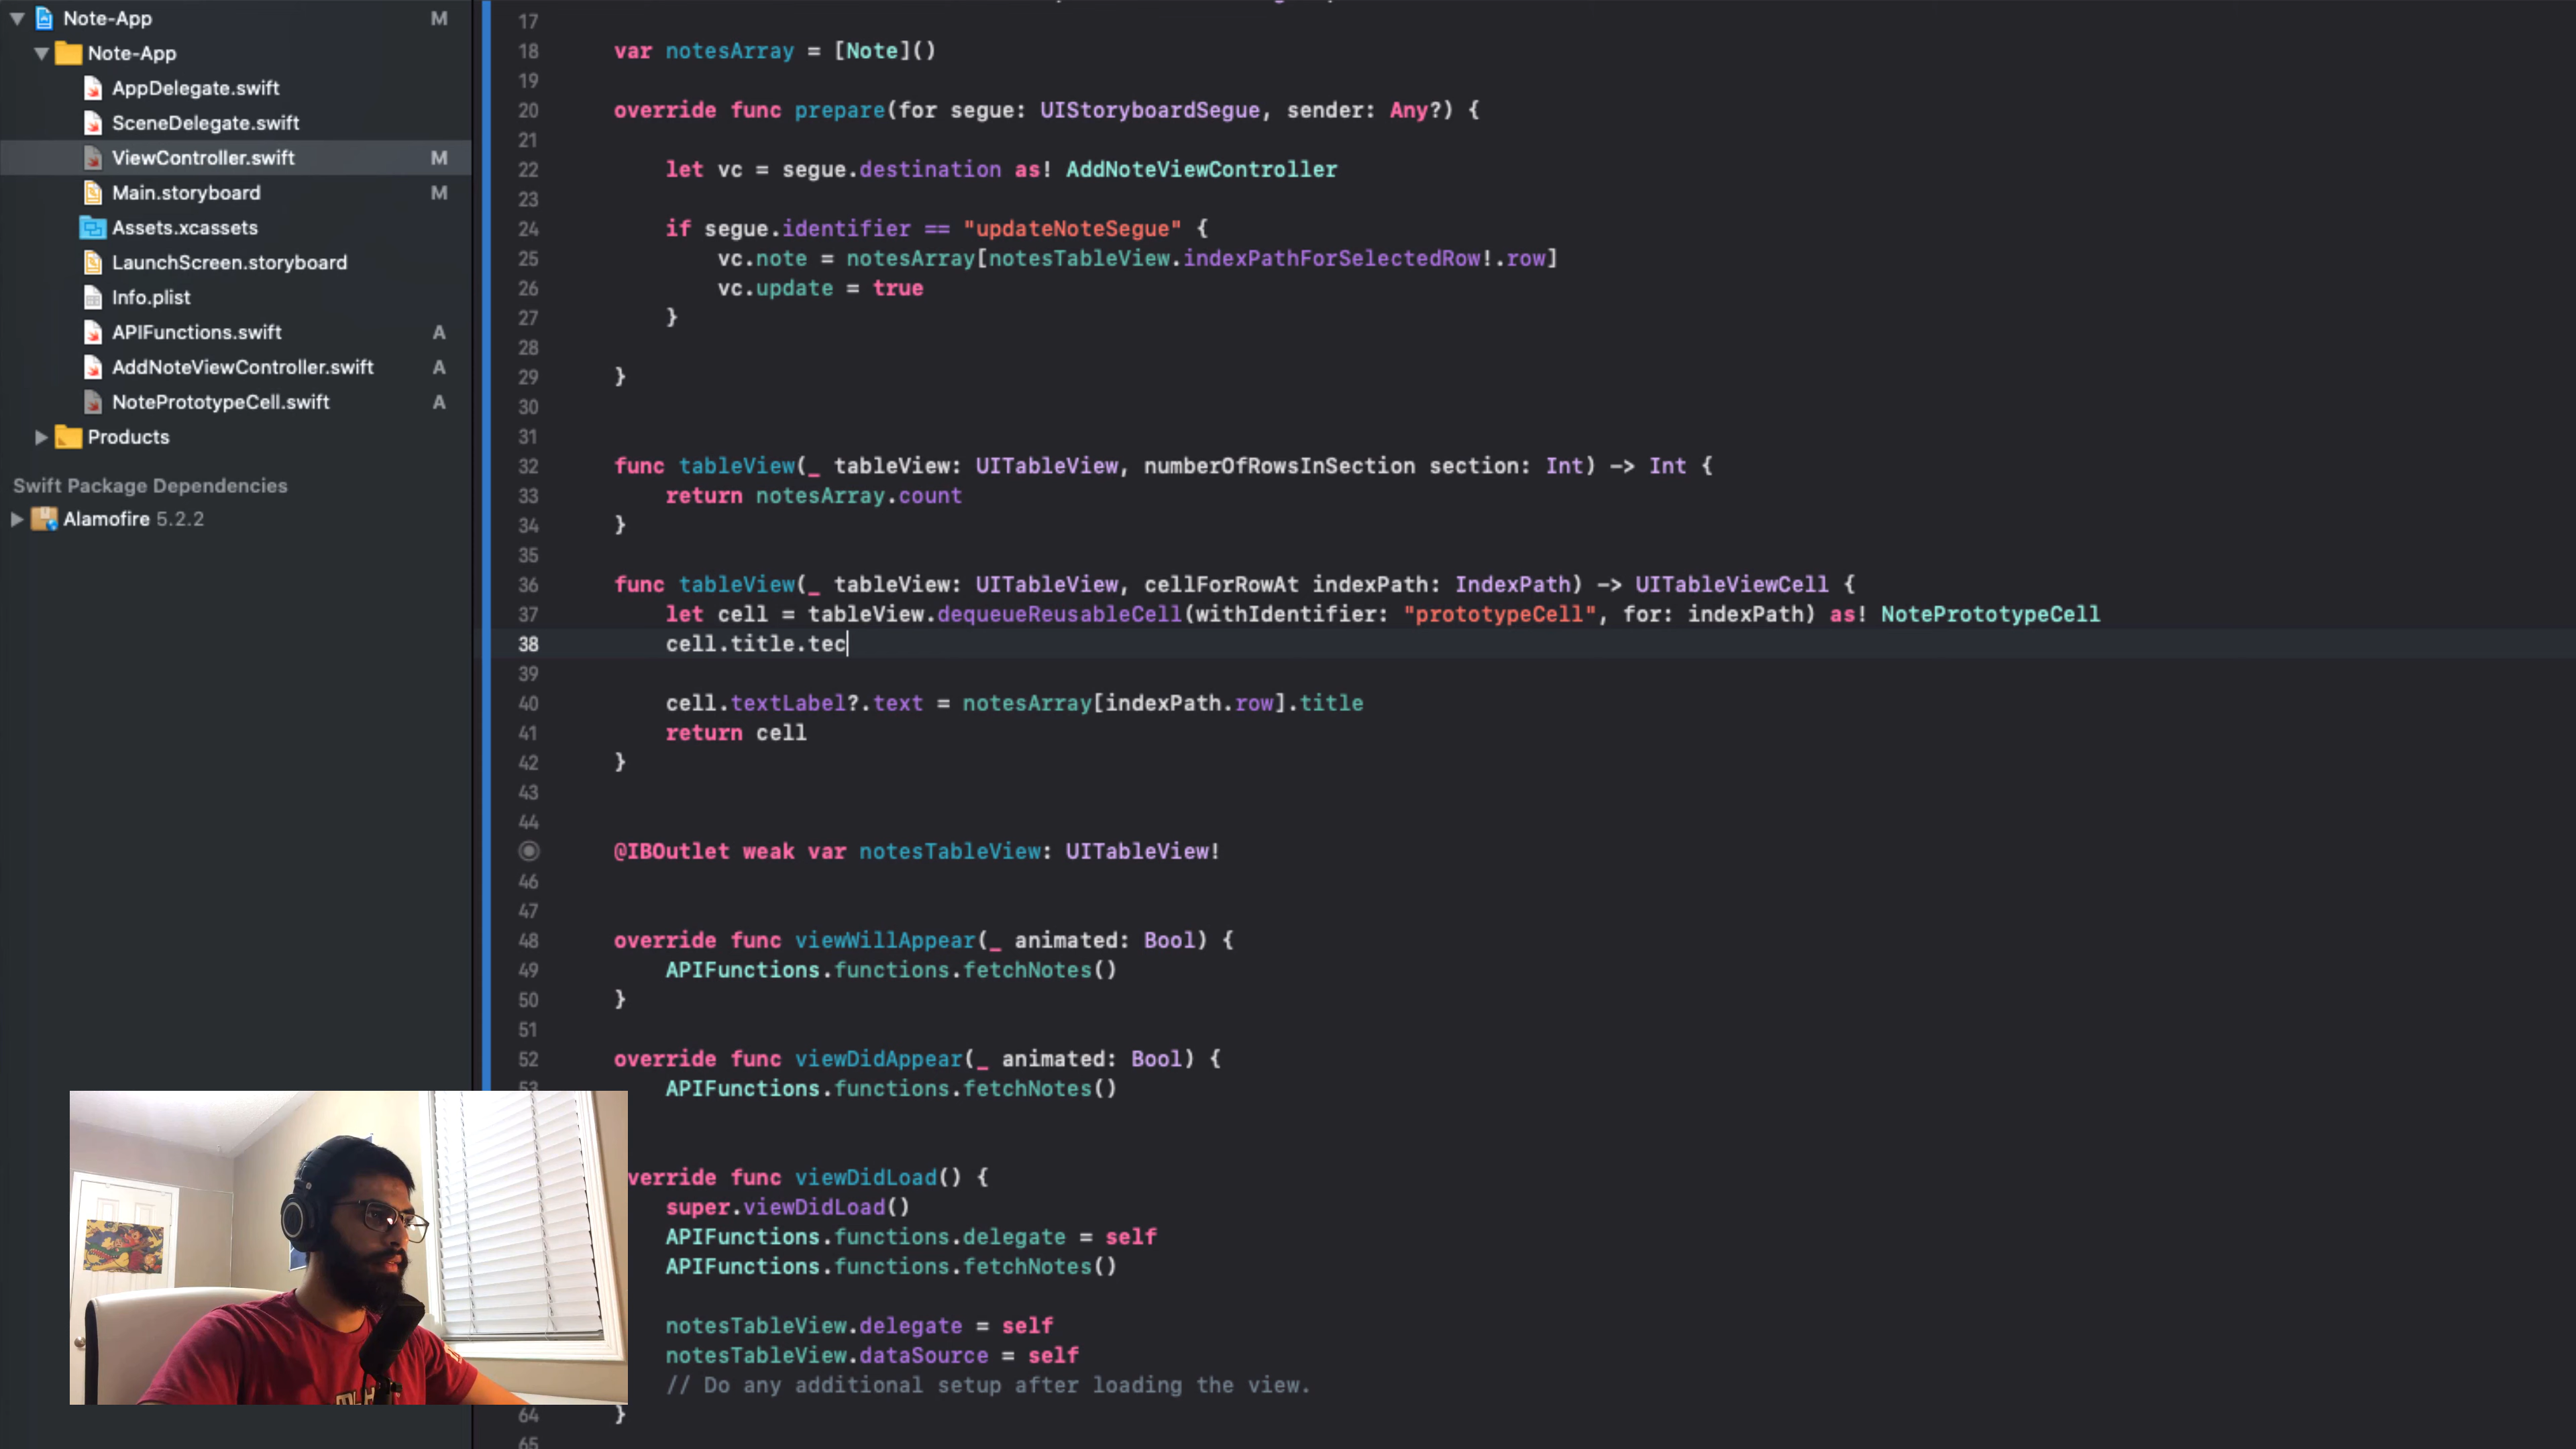 Note-App M
Note-App
AppDelegate.swift
SceneDelegate.swift
ViewController.swift M
Main.storyboard M
Assets.xcassets
LaunchScreen.storyboard
Info.plist
APIFunctions.swift A
AddNoteViewController.swift A
NotePrototypeCell.swift A
Products
Swift Package Dependencies
Alamofire 5.2.2
17
18 var notesArray = [Note]()
19
20 override func prepare(for segue: UIStoryboardSegue, sender: Any?) {
21
22 let vc = segue.destination as! AddNoteViewController
23
24 if segue.identifier == "updateNoteSegue" {
25 vc.note = notesArray[notesTableView.indexPathForSelectedRow!.row]
26 vc.update = true
27 }
28
29 }
30
31
32 func tableView(_ tableView: UITableView, numberOfRowsInSection section: Int) -> Int {
33 return notesArray.count
34 }
35
36 func tableView(_ tableView: UITableView, cellForRowAt indexPath: IndexPath) -> UITableViewCell {
37 let cell = tableView.dequeueReusableCell(withIdentifier: "prototypeCell", for: indexPath) as! NotePrototypeCell
38 cell.title.tec
39
40 cell.textLabel?.text = notesArray[indexPath.row].title
41 return cell
42 }
43
44
@IBOutlet weak var notesTableView: UITableView!
46
47
48 override func viewWillAppear(_ animated: Bool) {
49 APIFunctions.functions.fetchNotes()
50 }
51
52 override func viewDidAppear(_ animated: Bool) {
53 APIFunctions.functions.fetchNotes()
verride func viewDidLoad() {
super.viewDidLoad()
APIFunctions.functions.delegate = self
APIFunctions.functions.fetchNotes()
notesTableView.delegate = self
notesTableView.dataSource = self
// Do any additional setup after loading the view.
64 }
65